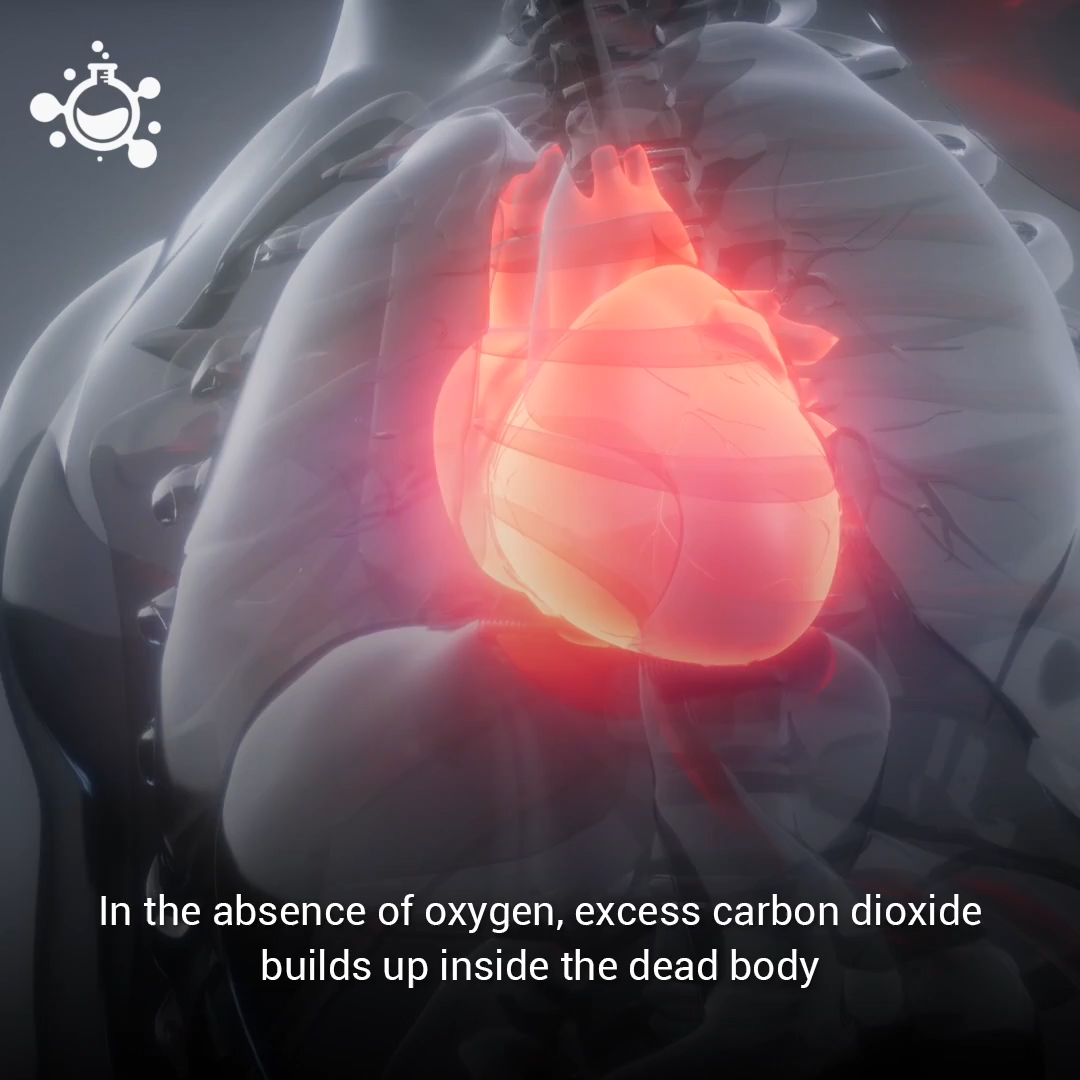 In the absence of oxygen, excess carbon dioxide
builds up inside the dead body